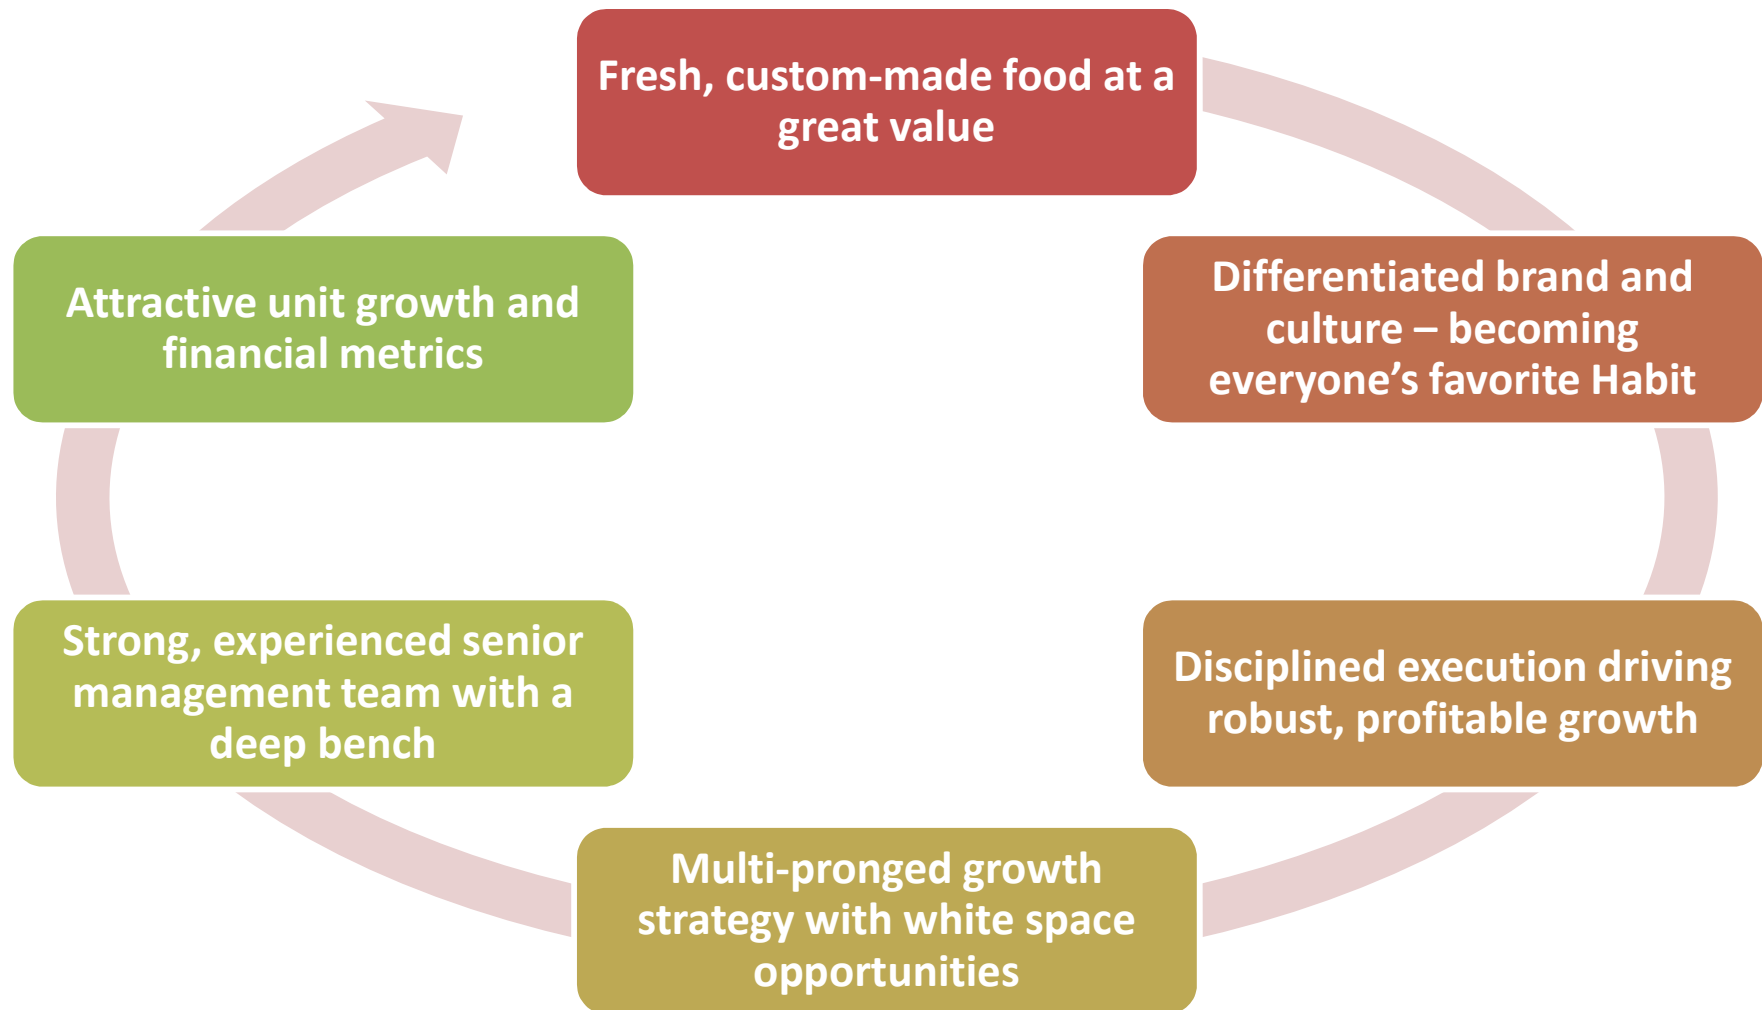 Fresh, custom-made food at a
great value
Differentiated brand and
culture – becoming
everyone’s favorite Habit
Disciplined execution driving
robust, profitable growth
Multi-pronged growth
strategy with white space
opportunities
Strong, experienced senior
management team with a
deep bench
Attractive unit growth and
financial metrics